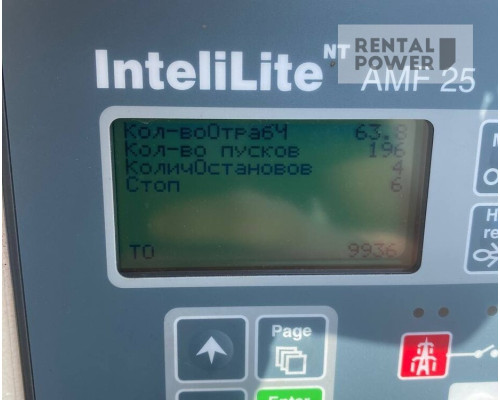 RENTAL
POWER
InteliLite NT
AMF 25
Кол-воОтрабЧ 63.8
Кол-во пусков 196
КоличОстановов 4
Стоп 6
ТО 9936
Page
Enter